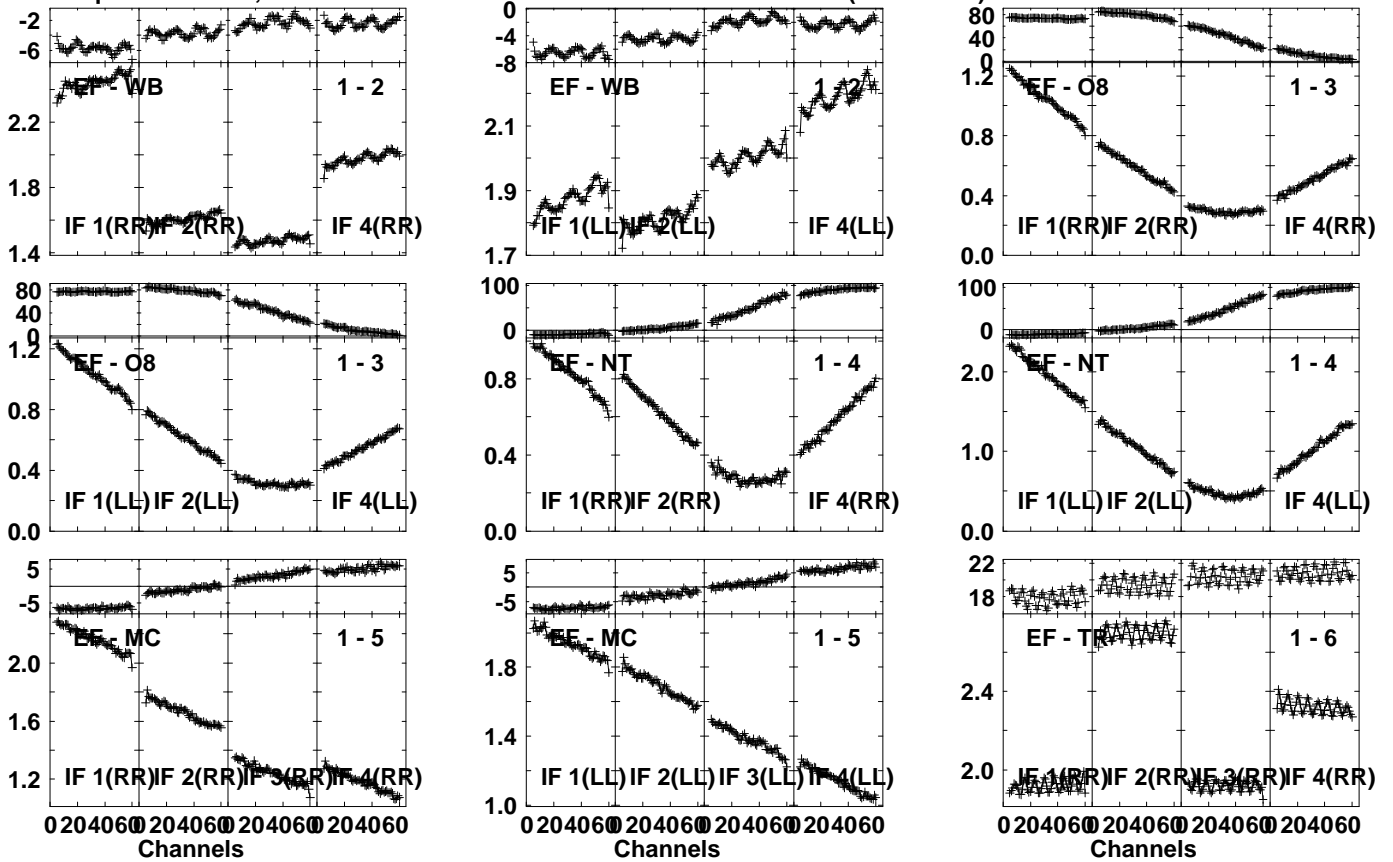 -2
-6
EF - WB 1 - 2
2.2
1.8
1.4
IF 1(RR) IF 2(RR) IF 4(RR)
0
-4
-8
EF - WB 1 - 2
2.1
1.9
1.7
IF 1(LL) IF 2(LL) IF 4(LL)
80
40
0
EF - O8 1 - 3
1.2
0.8
0.4
0.0
IF 1(RR) IF 2(RR) IF 4(RR)
80
40
0
EF - O8 1 - 3
1.2
0.8
0.4
0.0
IF 1(LL) IF 2(LL) IF 4(LL)
100
0
EF - NT 1 - 4
0.8
0.4
0.0
IF 1(RR) IF 2(RR) IF 4(RR)
100
0
EF - NT 1 - 4
2.0
1.0
0.0
IF 1(LL) IF 2(LL) IF 4(LL)
5
-5
EF - MC 1 - 5
2.0
1.6
1.2
IF 1(RR) IF 2(RR) IF 3(RR) IF 4(RR)
0 20 40 60 0 20 40 60 0 20 40 60 0 20 40 60
Channels
5
-5
EF - MC 1 - 5
1.8
1.4
1.0
IF 1(LL) IF 2(LL) IF 3(LL) IF 4(LL)
0 20 40 60 0 20 40 60 0 20 40 60 0 20 40 60
Channels
22
18
EF - TR 1 - 6
2.4
2.0
IF 1(RR) IF 2(RR) IF 3(RR) IF 4(RR)
0 20 40 60 0 20 40 60 0 20 40 60 0 20 40 60
Channels